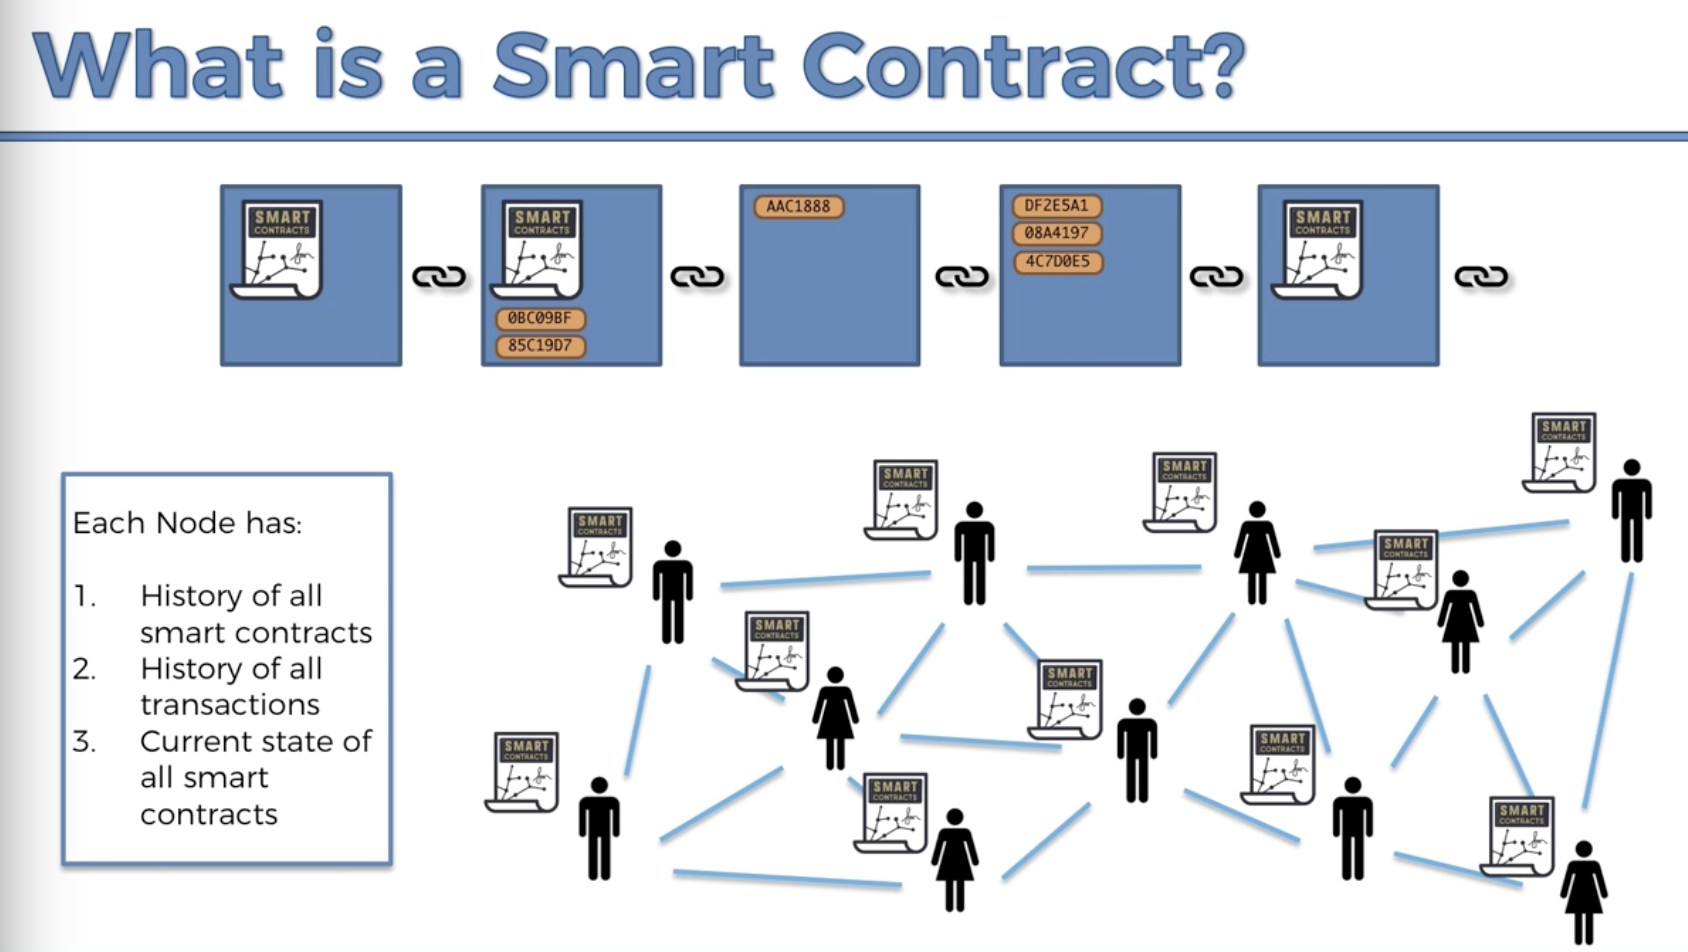 What is a Smart Contract?
SMART
CONTRACTS
SMART
CONTRACTS
0BC09BF
85C19D7
AAC1888
DF2E5A1
08A4197
4C7D0E5
SMART
CONTRACTS
Each Node has:
1. History of all
smart contracts
2. History of all
transactions
3. Current state of
all smart
contracts
SMART
CONTRACTS
SMART
CONTRACTS
SMART
CONTRACTS
SMART
CONTRACTS
SMART
CONTRACTS
SMART
CONTRACTS
SMART
CONTRACTS
SMART
CONTRACTS
SMART
CONTRACTS
SMART
CONTRACTS
SMART
CONTRACTS